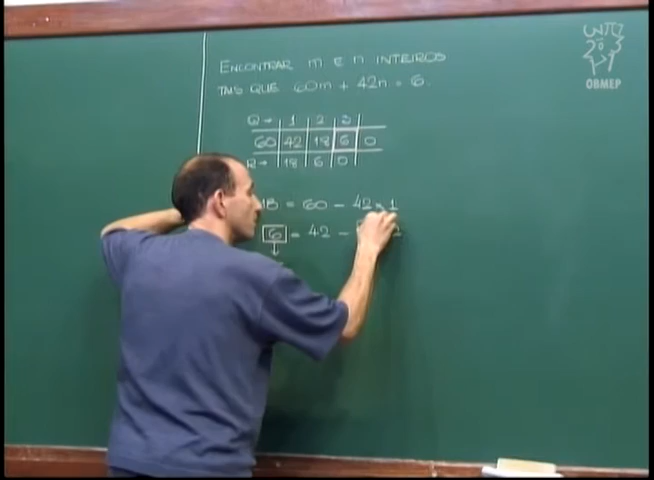 OBMEP
ENCONTRAR m E n INTEIROS
TAIS QUE 60m + 42n = 6.
Q → 1 2 3
60 42 18 6 0
R → 18 6 0
18 = 60 - 42 × 1
6 = 42 - 2